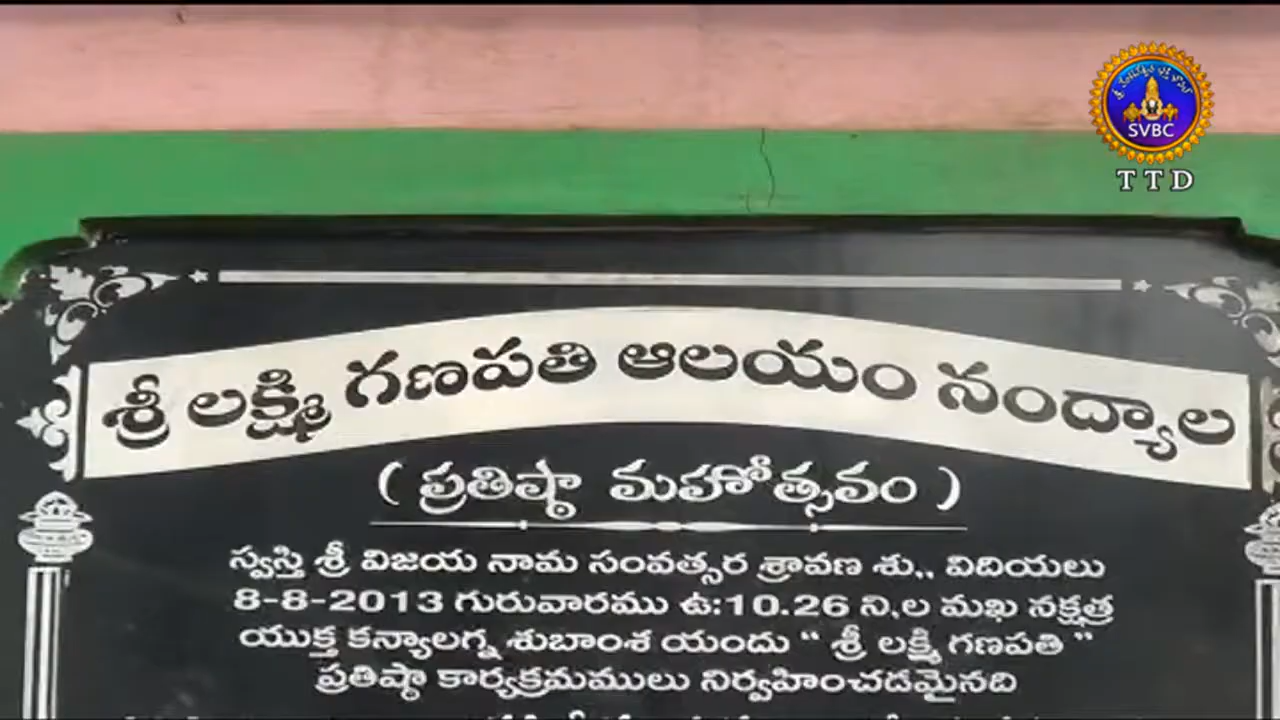 SVBC
TTD
శ్రీ లక్ష్మి గణపతి ఆలయం నంద్యాల
( ప్రతిష్ఠా మహోత్సవం )
స్వస్తి శ్రీ విజయ నామ సంవత్సర శ్రావణ శు.. విదియలు
8-8-2013 గురువారము ఉ:10.26 ని.ల మఖ నక్షత్ర
యుక్త కన్యాలగ్న శుబాంశ యందు " శ్రీ లక్ష్మి గణపతి "
ప్రతిష్ఠా కార్యక్రమములు నిర్వహించడమైనది